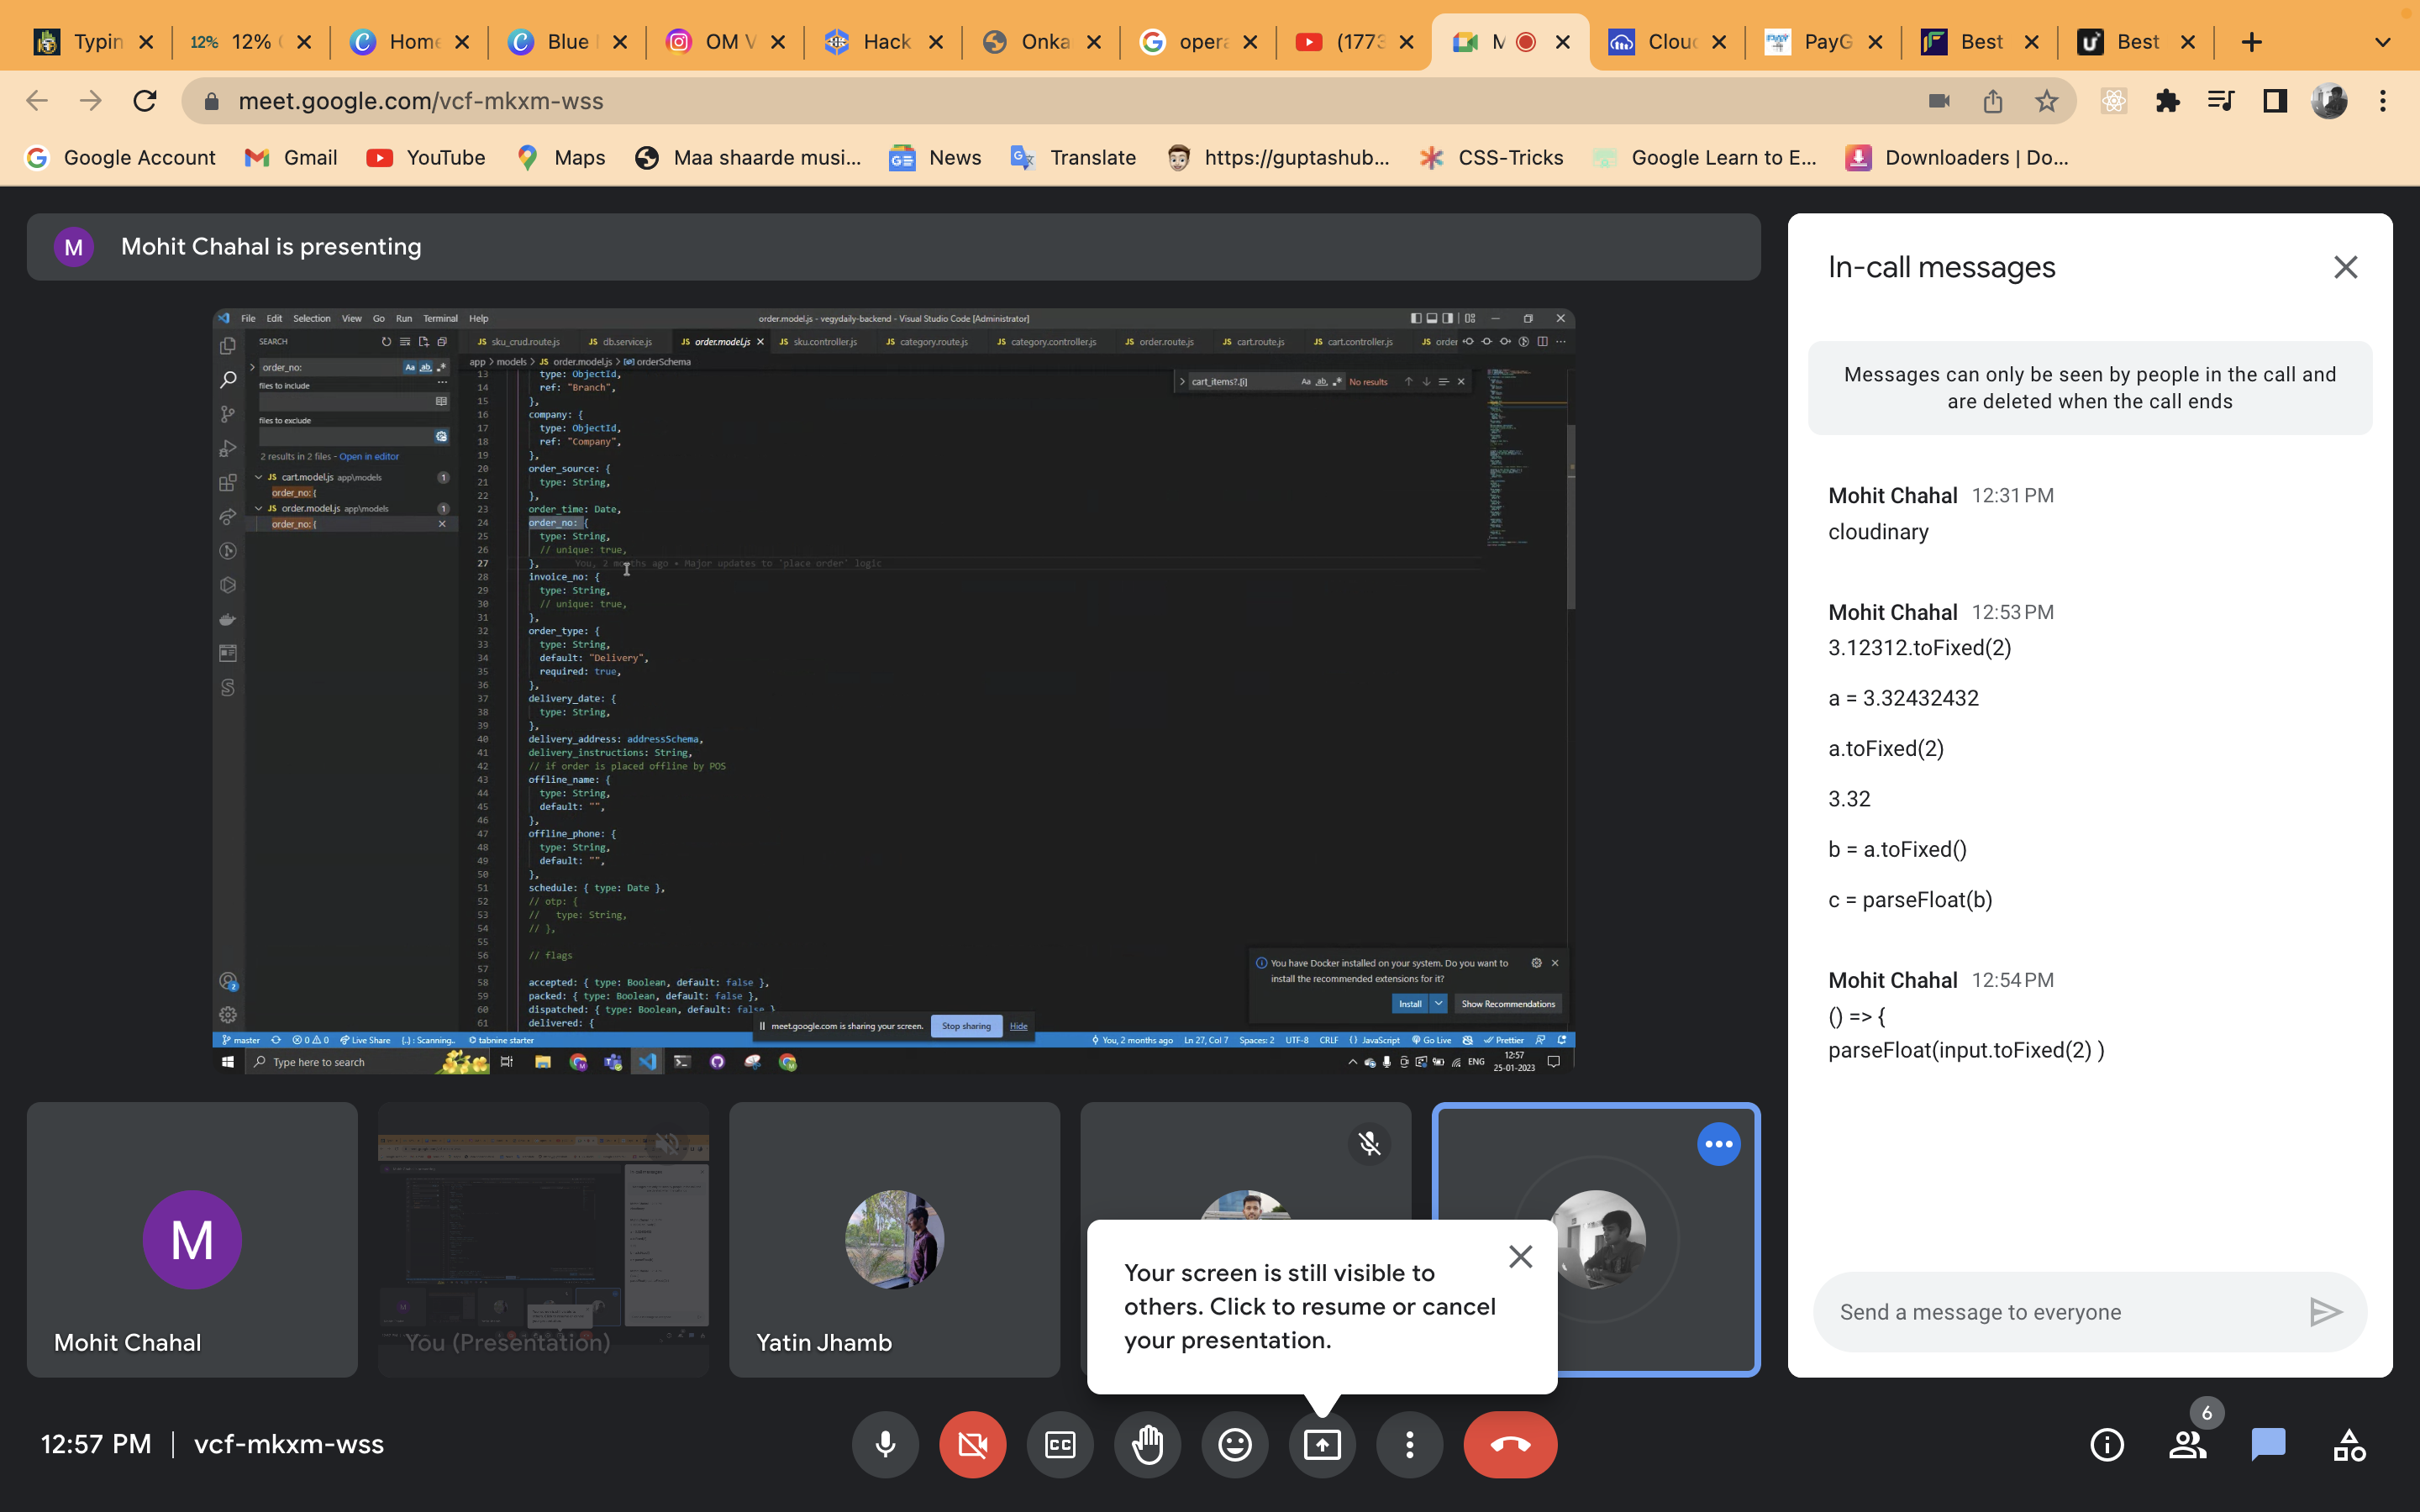 Typin
12%
12%
Home
Blue
OM V
Hack
Onka
opera
(1773
M
Clou
PayG
Best
Best
meet.google.com/vcf-mkxm-wss
Google Account
Gmail
YouTube
Maps
Maa shaarde musi...
News
Translate
https://guptashub...
CSS-Tricks
Google Learn to E...
Downloaders | Do...
M
Mohit Chahal is presenting
File Edit Selection View Go Run Terminal Help
order.model.js - vegydaily-backend - Visual Studio Code [Administrator]
SEARCH
order_no:
files to include
files to exclude
2 results in 2 files - Open in editor
cart.model.js app\models 1
order_no: {
order.model.js app\models 1
order_no: {
sku_crud.route.js
db.service.js
order.model.js
sku.controller.js
category.route.js
category.controller.js
order.route.js
cart.route.js
cart.controller.js
order
app > models > JS order.model.js > orderSchema
cart_items?.[i]
No results
13 type: ObjectId,
14 ref: "Branch",
15 },
16 company: {
17 type: ObjectId,
18 ref: "Company",
19 },
20 order_source: {
21 type: String,
22 },
23 order_time: Date,
24 order_no: {
25 type: String,
26 // unique: true,
27 }, You, 2 months ago • Major updates to 'place order' logic
28 invoice_no: {
29 type: String,
30 // unique: true,
31 },
32 order_type: {
33 type: String,
34 default: "Delivery",
35 required: true,
36 },
37 delivery_date: {
38 type: String,
39 },
40 delivery_address: addressSchema,
41 delivery_instructions: String,
42 // if order is placed offline by POS
43 offline_name: {
44 type: String,
45 default: "",
46 },
47 offline_phone: {
48 type: String,
49 default: "",
50 },
51 schedule: { type: Date },
52 // otp: {
53 // type: String,
54 // },
55
56 // flags
57
58 accepted: { type: Boolean, default: false },
59 packed: { type: Boolean, default: false },
60 dispatched: { type: Boolean, default: false }
61 delivered: {
You have Docker installed on your system. Do you want to
install the recommended extensions for it?
Install
Show Recommendations
meet.google.com is sharing your screen.
Stop sharing
Hide
master
0 0
Live Share
Scanning..
tabnine starter
You, 2 months ago
Ln 27, Col 7
Spaces: 2
UTF-8
CRLF
JavaScript
Go Live
Prettier
Type here to search
ENG
12:57
25-01-2023
M
Mohit Chahal
You (Presentation)
Yatin Jhamb
Your screen is still visible to
others. Click to resume or cancel
your presentation.
12:57 PM | vcf-mkxm-wss
CC
6
In-call messages
Messages can only be seen by people in the call and
are deleted when the call ends
Mohit Chahal 12:31 PM
cloudinary
Mohit Chahal 12:53 PM
3.12312.toFixed(2)
a = 3.32432432
a.toFixed(2)
3.32
b = a.toFixed()
c = parseFloat(b)
Mohit Chahal 12:54 PM
() => {
parseFloat(input.toFixed(2) )
Send a message to everyone